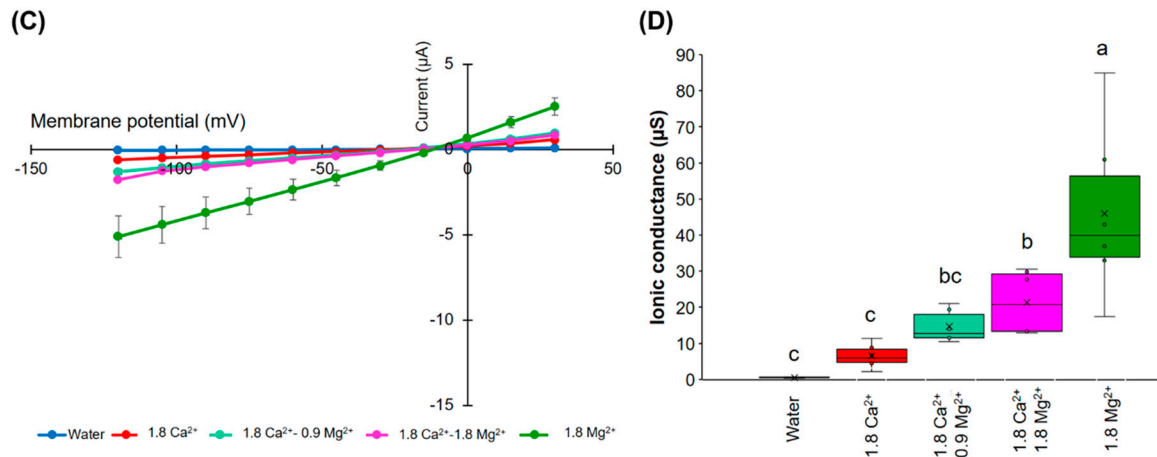 (C)
Current (µA)
5
0
-5
-10
-15
Membrane potential (mV)
-150
-100
-50
0
50
Water
1.8 Ca²⁺
1.8 Ca²⁺- 0.9 Mg²⁺
1.8 Ca²⁺-1.8 Mg²⁺
1.8 Mg²⁺
(D)
Ionic conductance (µS)
90
80
70
60
50
40
30
20
10
0
c
c
bc
b
a
Water
1.8 Ca²⁺
1.8 Ca²⁺
0.9 Mg²⁺
1.8 Ca²⁺
1.8 Mg²⁺
1.8 Mg²⁺